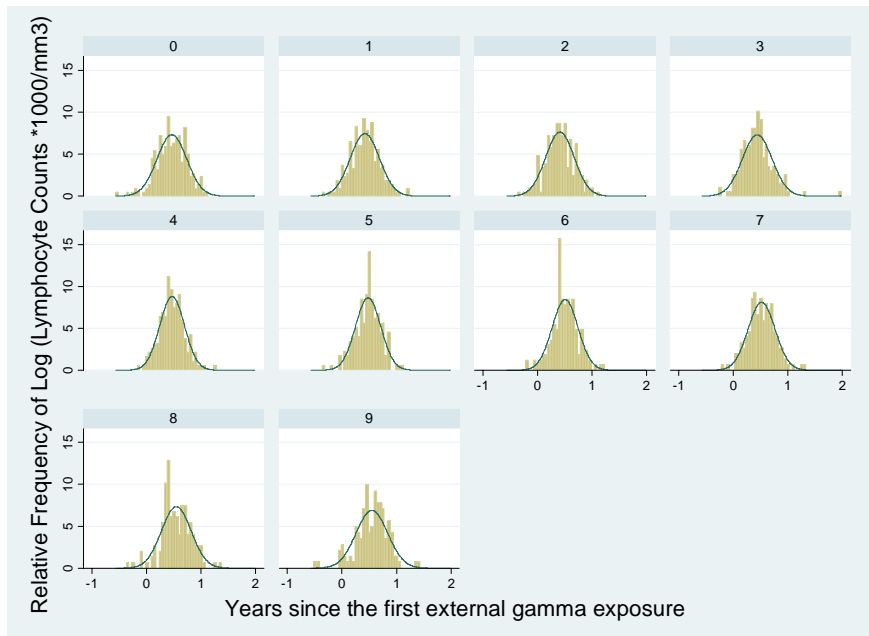 Relative Frequency of Log (Lymphocyte Counts *1000/mm3)
0 1 2 3
15
10
5
0
4 5 6 7
15
10
5
0
-1 0 1 2 -1 0 1 2
8 9
15
10
5
0
-1 0 1 2 -1 0 1 2
Years since the first external gamma exposure